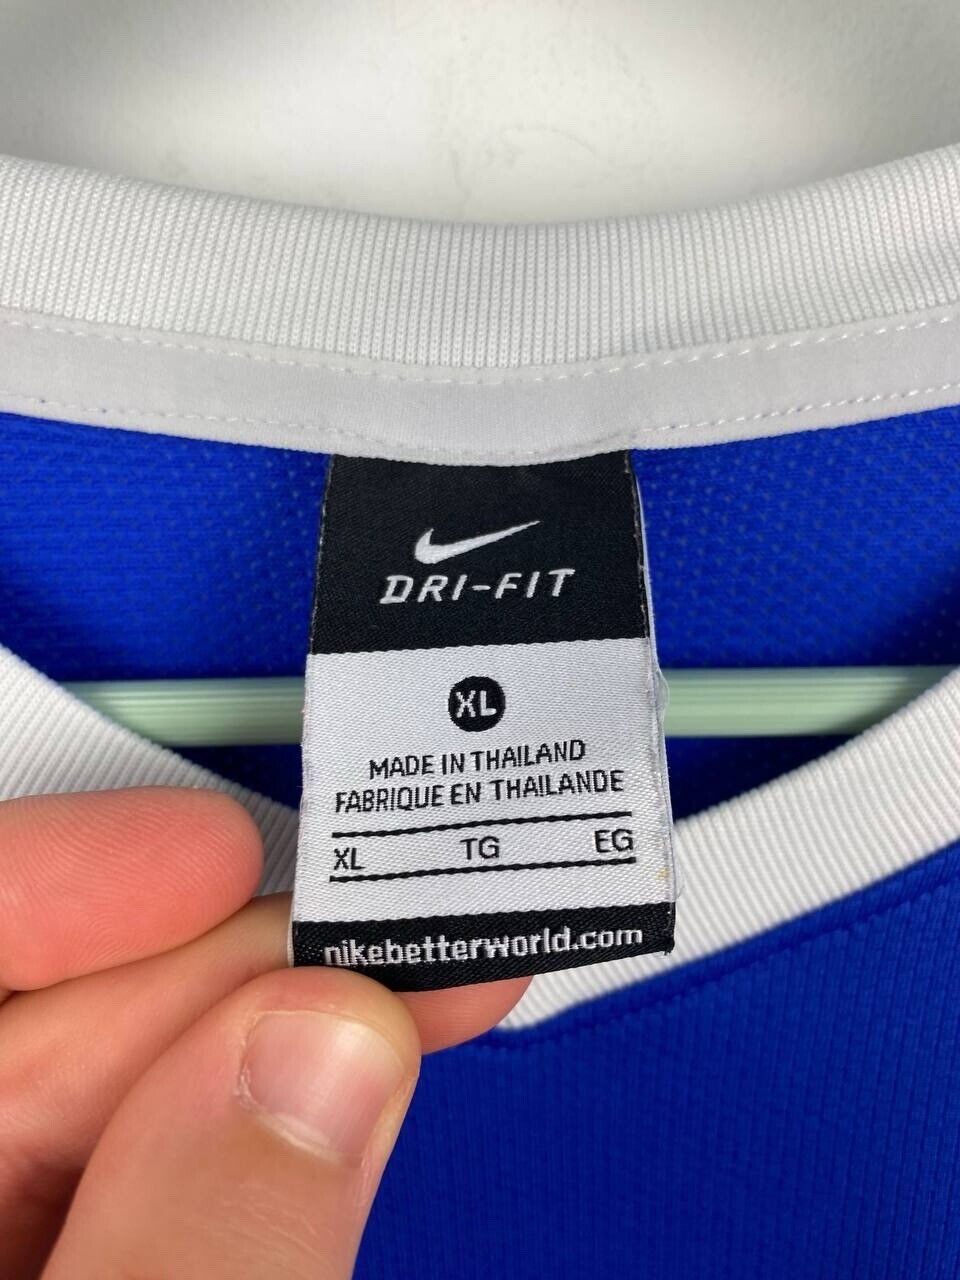 DRI-FIT
XL
MADE IN THAILAND
FABRIQUE EN THAILANDE
XL TG EG
nikebetterworld.com